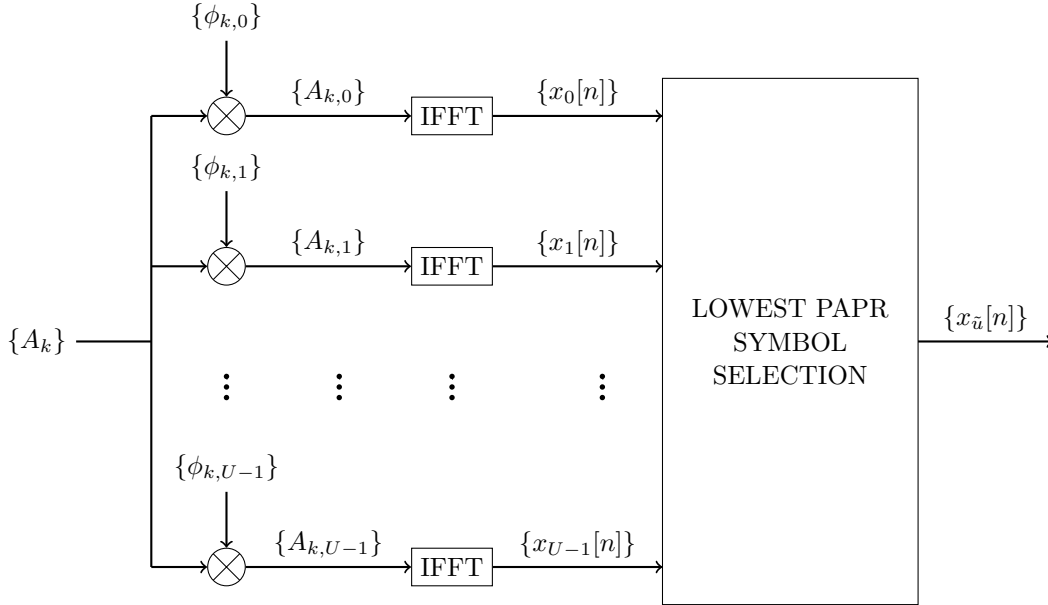 {ϕ_{k,0}}
{A_{k,0}}
{x_0[n]}
IFFT
{ϕ_{k,1}}
{A_{k,1}}
{x_1[n]}
IFFT
{A_k}
LOWEST PAPR
SYMBOL
SELECTION
{x_{ũ}[n]}
{ϕ_{k,U−1}}
{A_{k,U−1}}
{x_{U−1}[n]}
IFFT